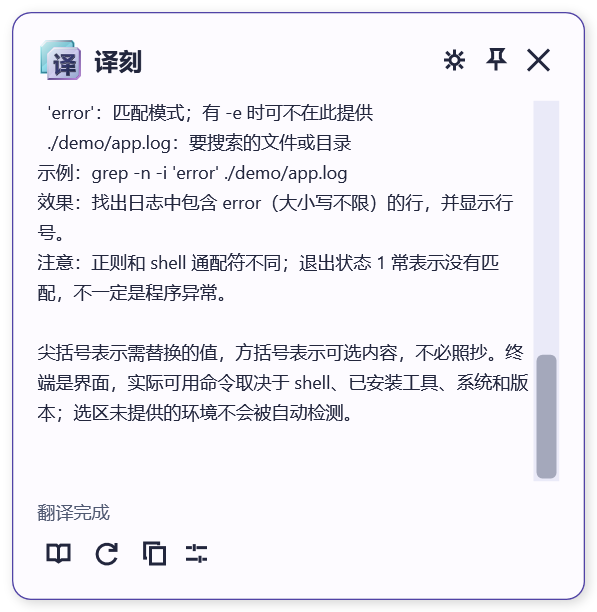 译 译刻
'error'：匹配模式；有 -e 时可不在此提供
./demo/app.log：要搜索的文件或目录
示例：grep -n -i 'error' ./demo/app.log
效果：找出日志中包含 error（大小写不限）的行，并显示行
号。
注意：正则和 shell 通配符不同；退出状态 1 常表示没有匹
配，不一定是程序异常。
尖括号表示需替换的值，方括号表示可选内容，不必照抄。终
端是界面，实际可用命令取决于 shell、已安装工具、系统和版
本；选区未提供的环境不会被自动检测。
翻译完成